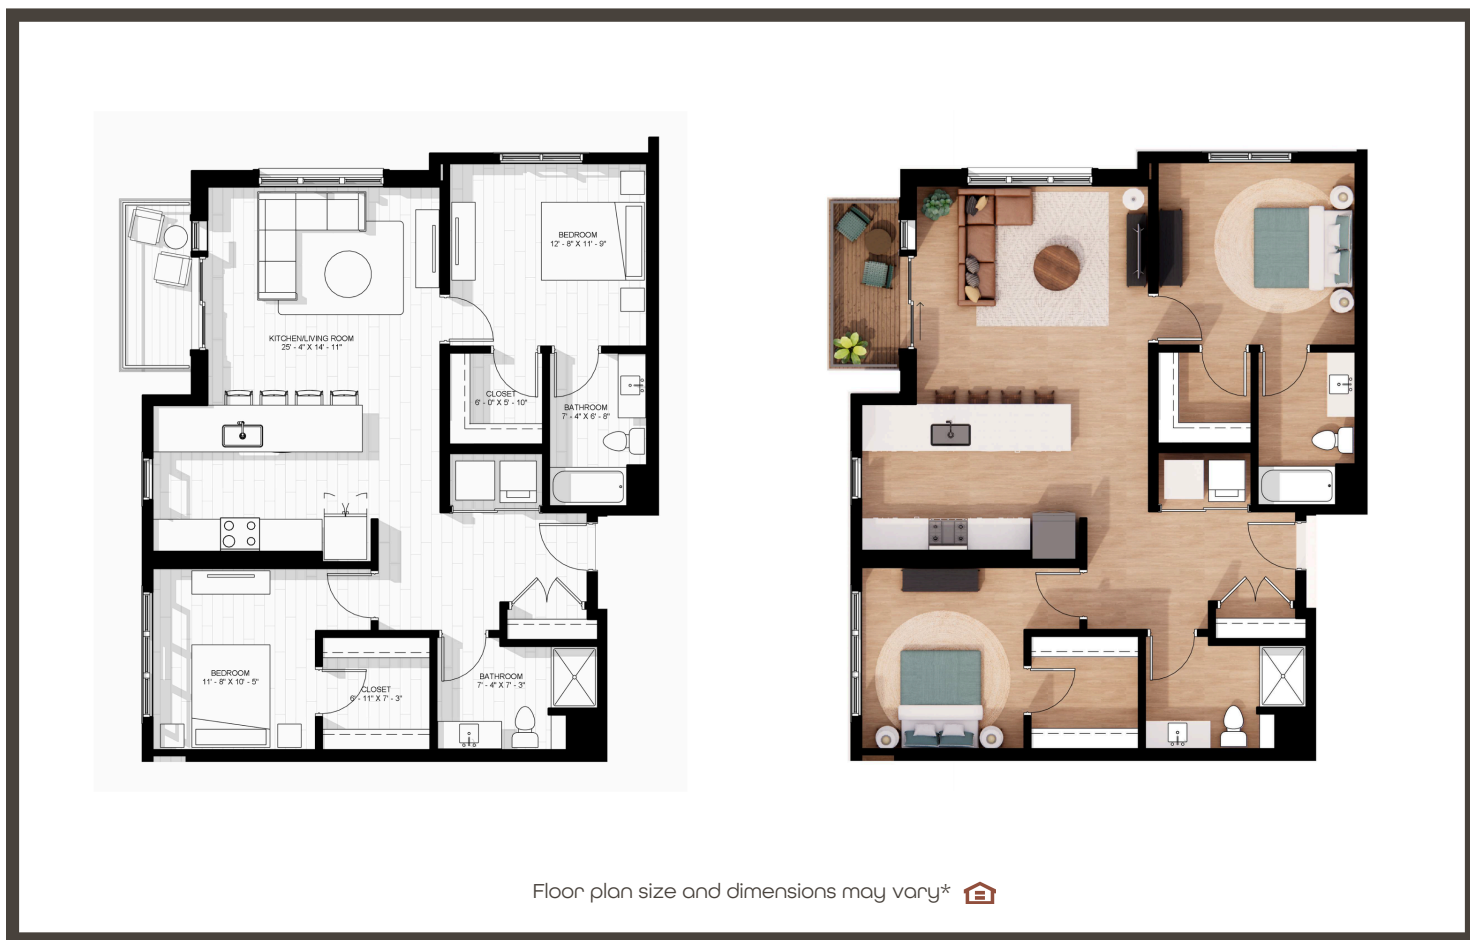 BEDROOM
12' - 8" X 11' - 9"
KITCHEN/LIVING ROOM
25' - 4" X 14' - 11"
CLOSET
6' - 0" X 5' - 10"
BATHROOM
7' - 4" X 6' - 8"
BEDROOM
11' - 8" X 10' - 5"
CLOSET
6' - 11" X 7' - 3"
BATHROOM
7' - 4" X 7' - 3"
Floor plan size and dimensions may vary*